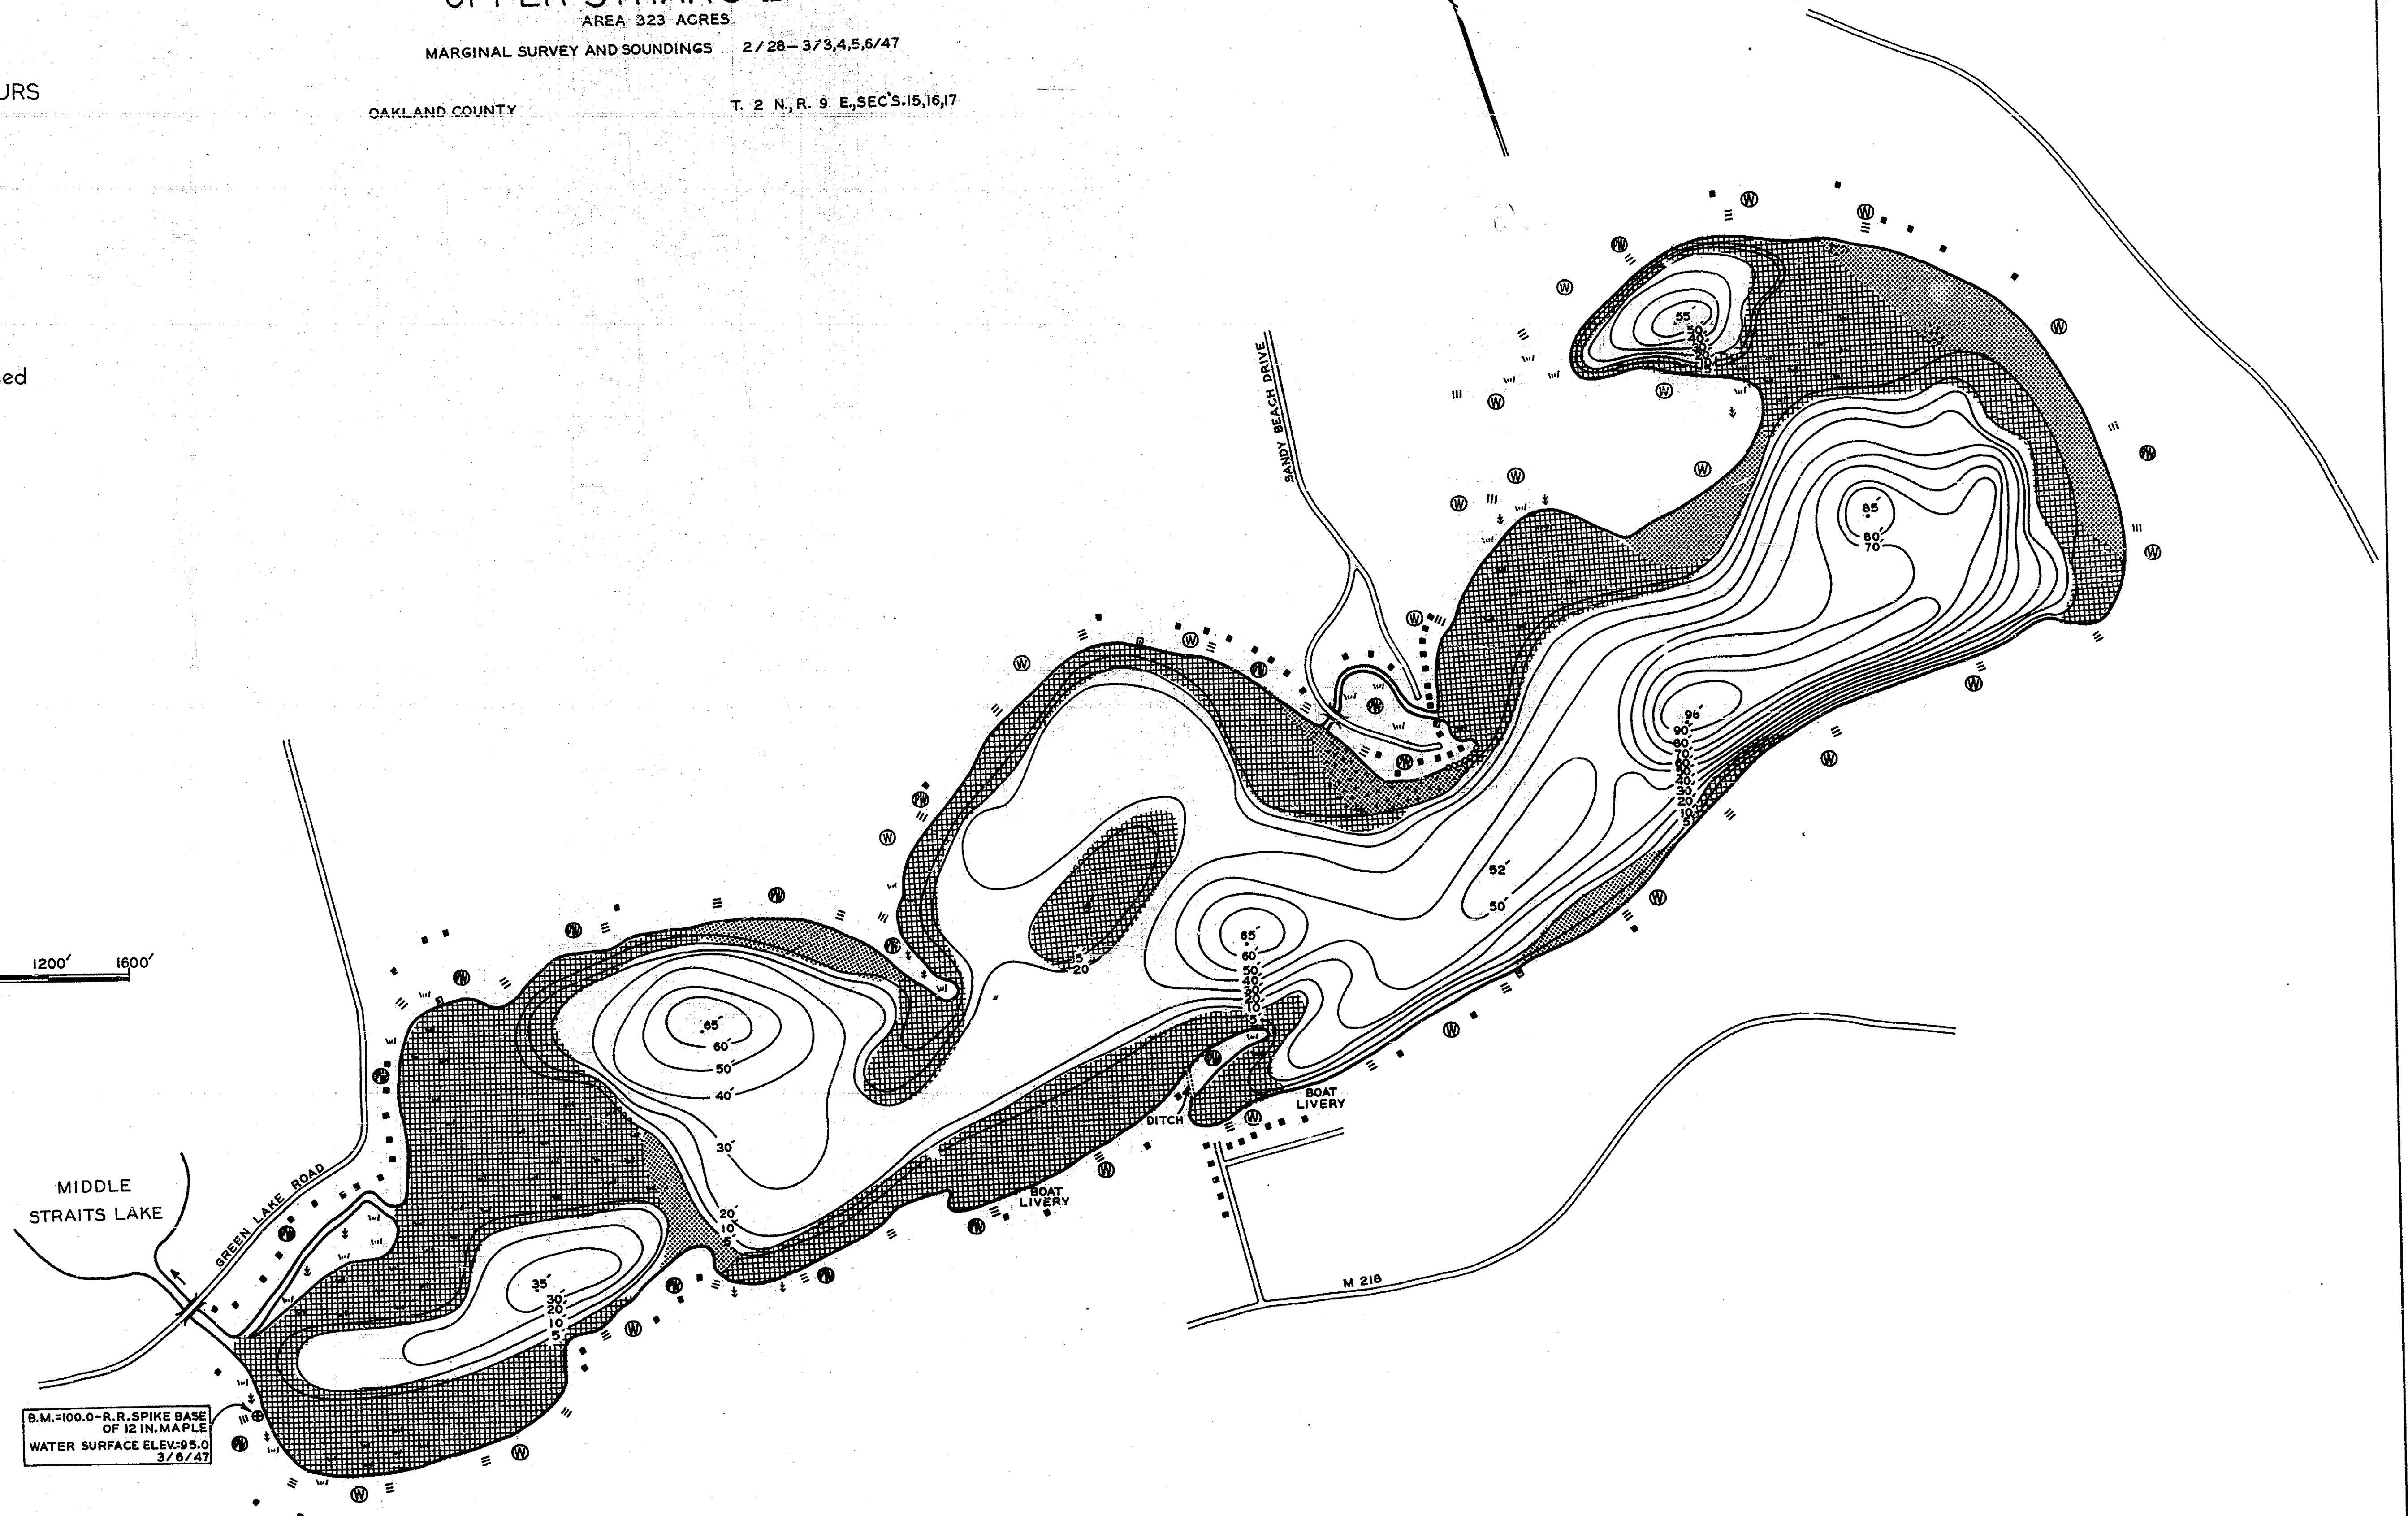 UPPER STRAITS
AREA 323 ACRES
MARGINAL SURVEY AND SOUNDINGS 2/28-3/3,4,5,6/47
OAKLAND COUNTY T. 2 N., R. 9 E., SEC'S.15,16,17
URS
led
1200' 1600'
SANDY BEACH DRIVE
55'
50'
40'
30'
20'
10'
5'
85'
80'
70'
96'
90'
80'
70'
60'
50'
40'
30'
20'
10'
5'
52'
50'
65'
60'
50'
40'
30'
20'
10'
5'
5'
20'
65'
60'
50'
40'
30'
20'
10'
5'
35'
30'
20'
10'
5'
DITCH
BOAT
LIVERY
BOAT
LIVERY
M 218
MIDDLE
STRAITS LAKE
GREEN LAKE ROAD
B.M.=100.0-R.R. SPIKE BASE
OF 12 IN. MAPLE
WATER SURFACE ELEV.=95.0
3/6/47